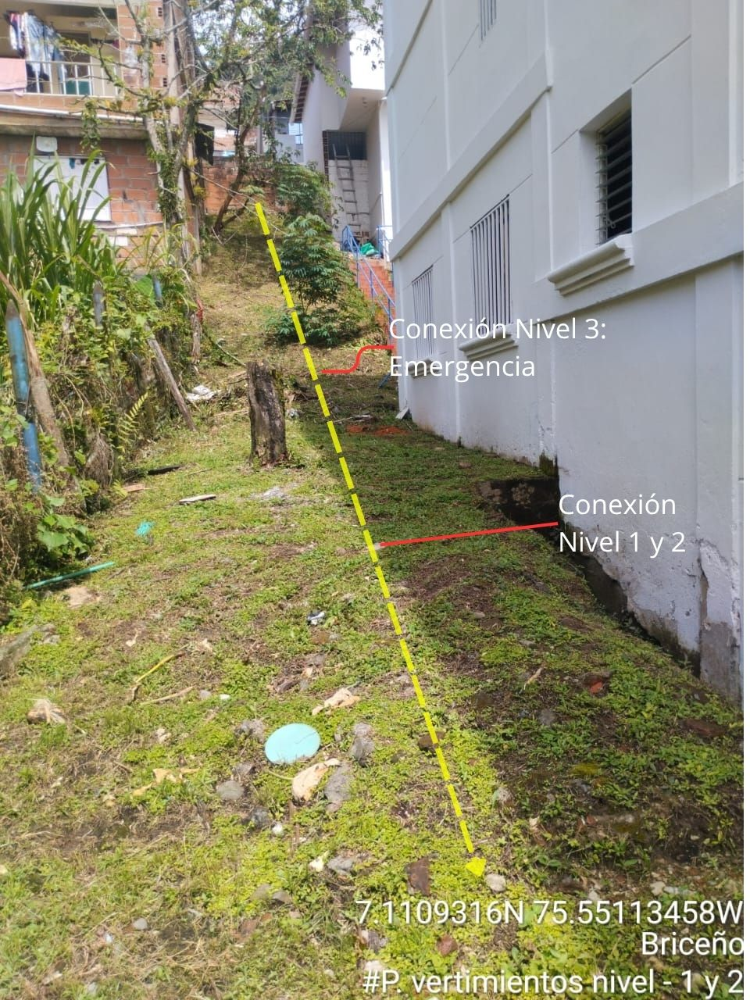 Conexión Nivel 3:
Emergencia
Conexión
Nivel 1 y 2
7.1109316N 75.55113458W
Briceño
#P. vertimientos nivel - 1 y 2